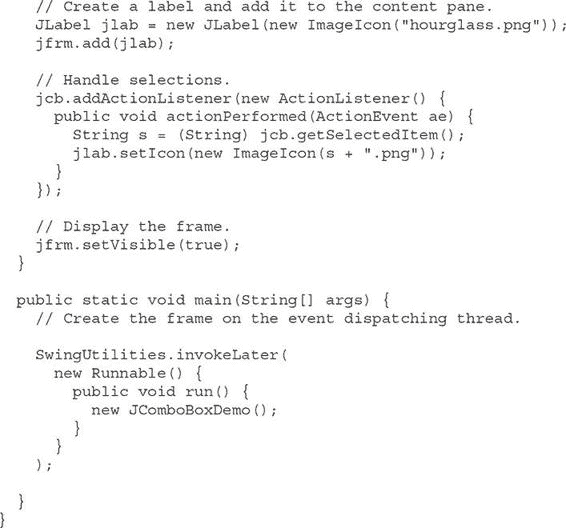 // Create a label and add it to the content pane.
JLabel jlab = new JLabel(new ImageIcon("hourglass.png"));
jfrm.add(jlab);
// Handle selections.
jcb.addActionListener(new ActionListener() {
public void actionPerformed(ActionEvent ae) {
String s = (String) jcb.getSelectedItem();
jlab.setIcon(new ImageIcon(s + ".png"));
}
});
// Display the frame.
jfrm.setVisible(true);
}
public static void main(String[] args) {
// Create the frame on the event dispatching thread.
SwingUtilities.invokeLater(
new Runnable() {
public void run() {
new JComboBoxDemo();
}
}
);
}
}